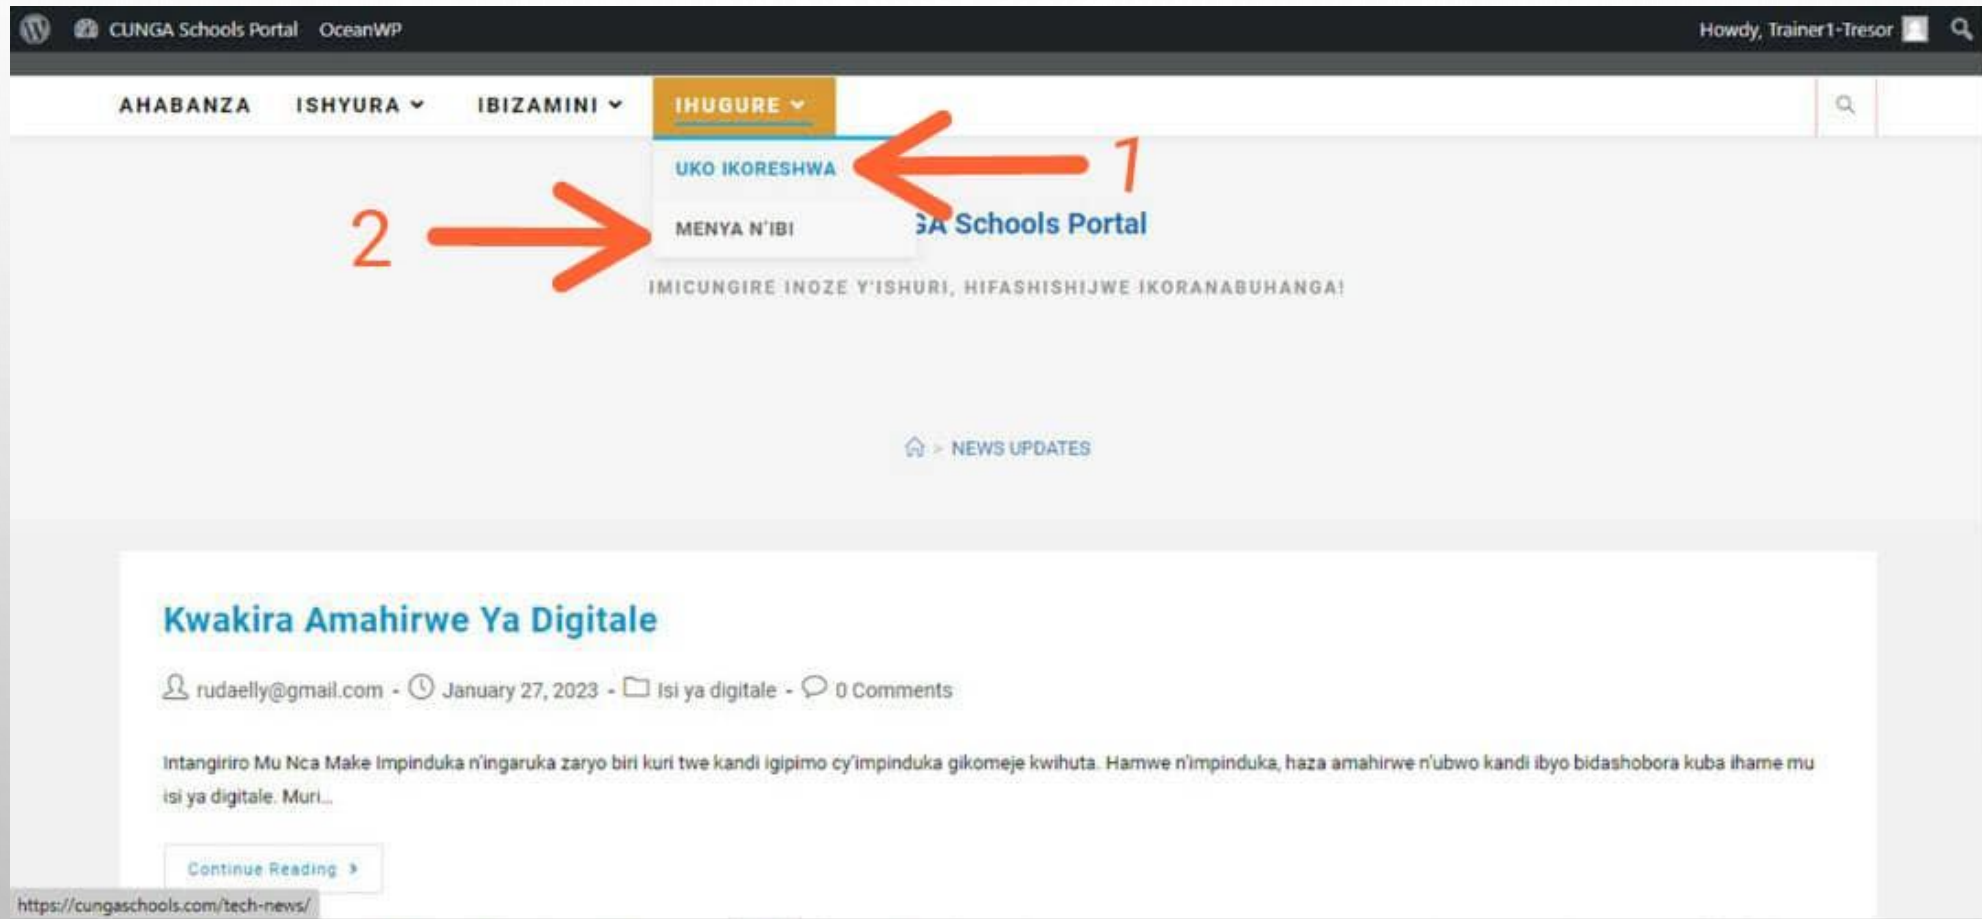 CUNGA Schools Portal OceanWP Howdy, Trainer1-Tresor
AHABANZA ISHYURA IBIZAMINI IHUGURE
UKO IKORESHWA
1
2
MENYA N'IBI
GA Schools Portal
IMICUNGIRE INOZE Y'ISHURI, HIFASHISHIJWE IKORANABUHANGA!
> NEWS UPDATES
Kwakira Amahirwe Ya Digitale
rudaelly@gmail.com - January 27, 2023 - Isi ya digitale - 0 Comments
Intangiriro Mu Nca Make Impinduka n'ingaruka zaryo biri kuri twe kandi igipimo cy'impinduka gikomeje kwihuta. Hamwe n'impinduka, haza amahirwe n'ubwo kandi ibyo bidashobora kuba ihame mu
isi ya digitale. Muri...
Continue Reading >
https://cungaschools.com/tech-news/